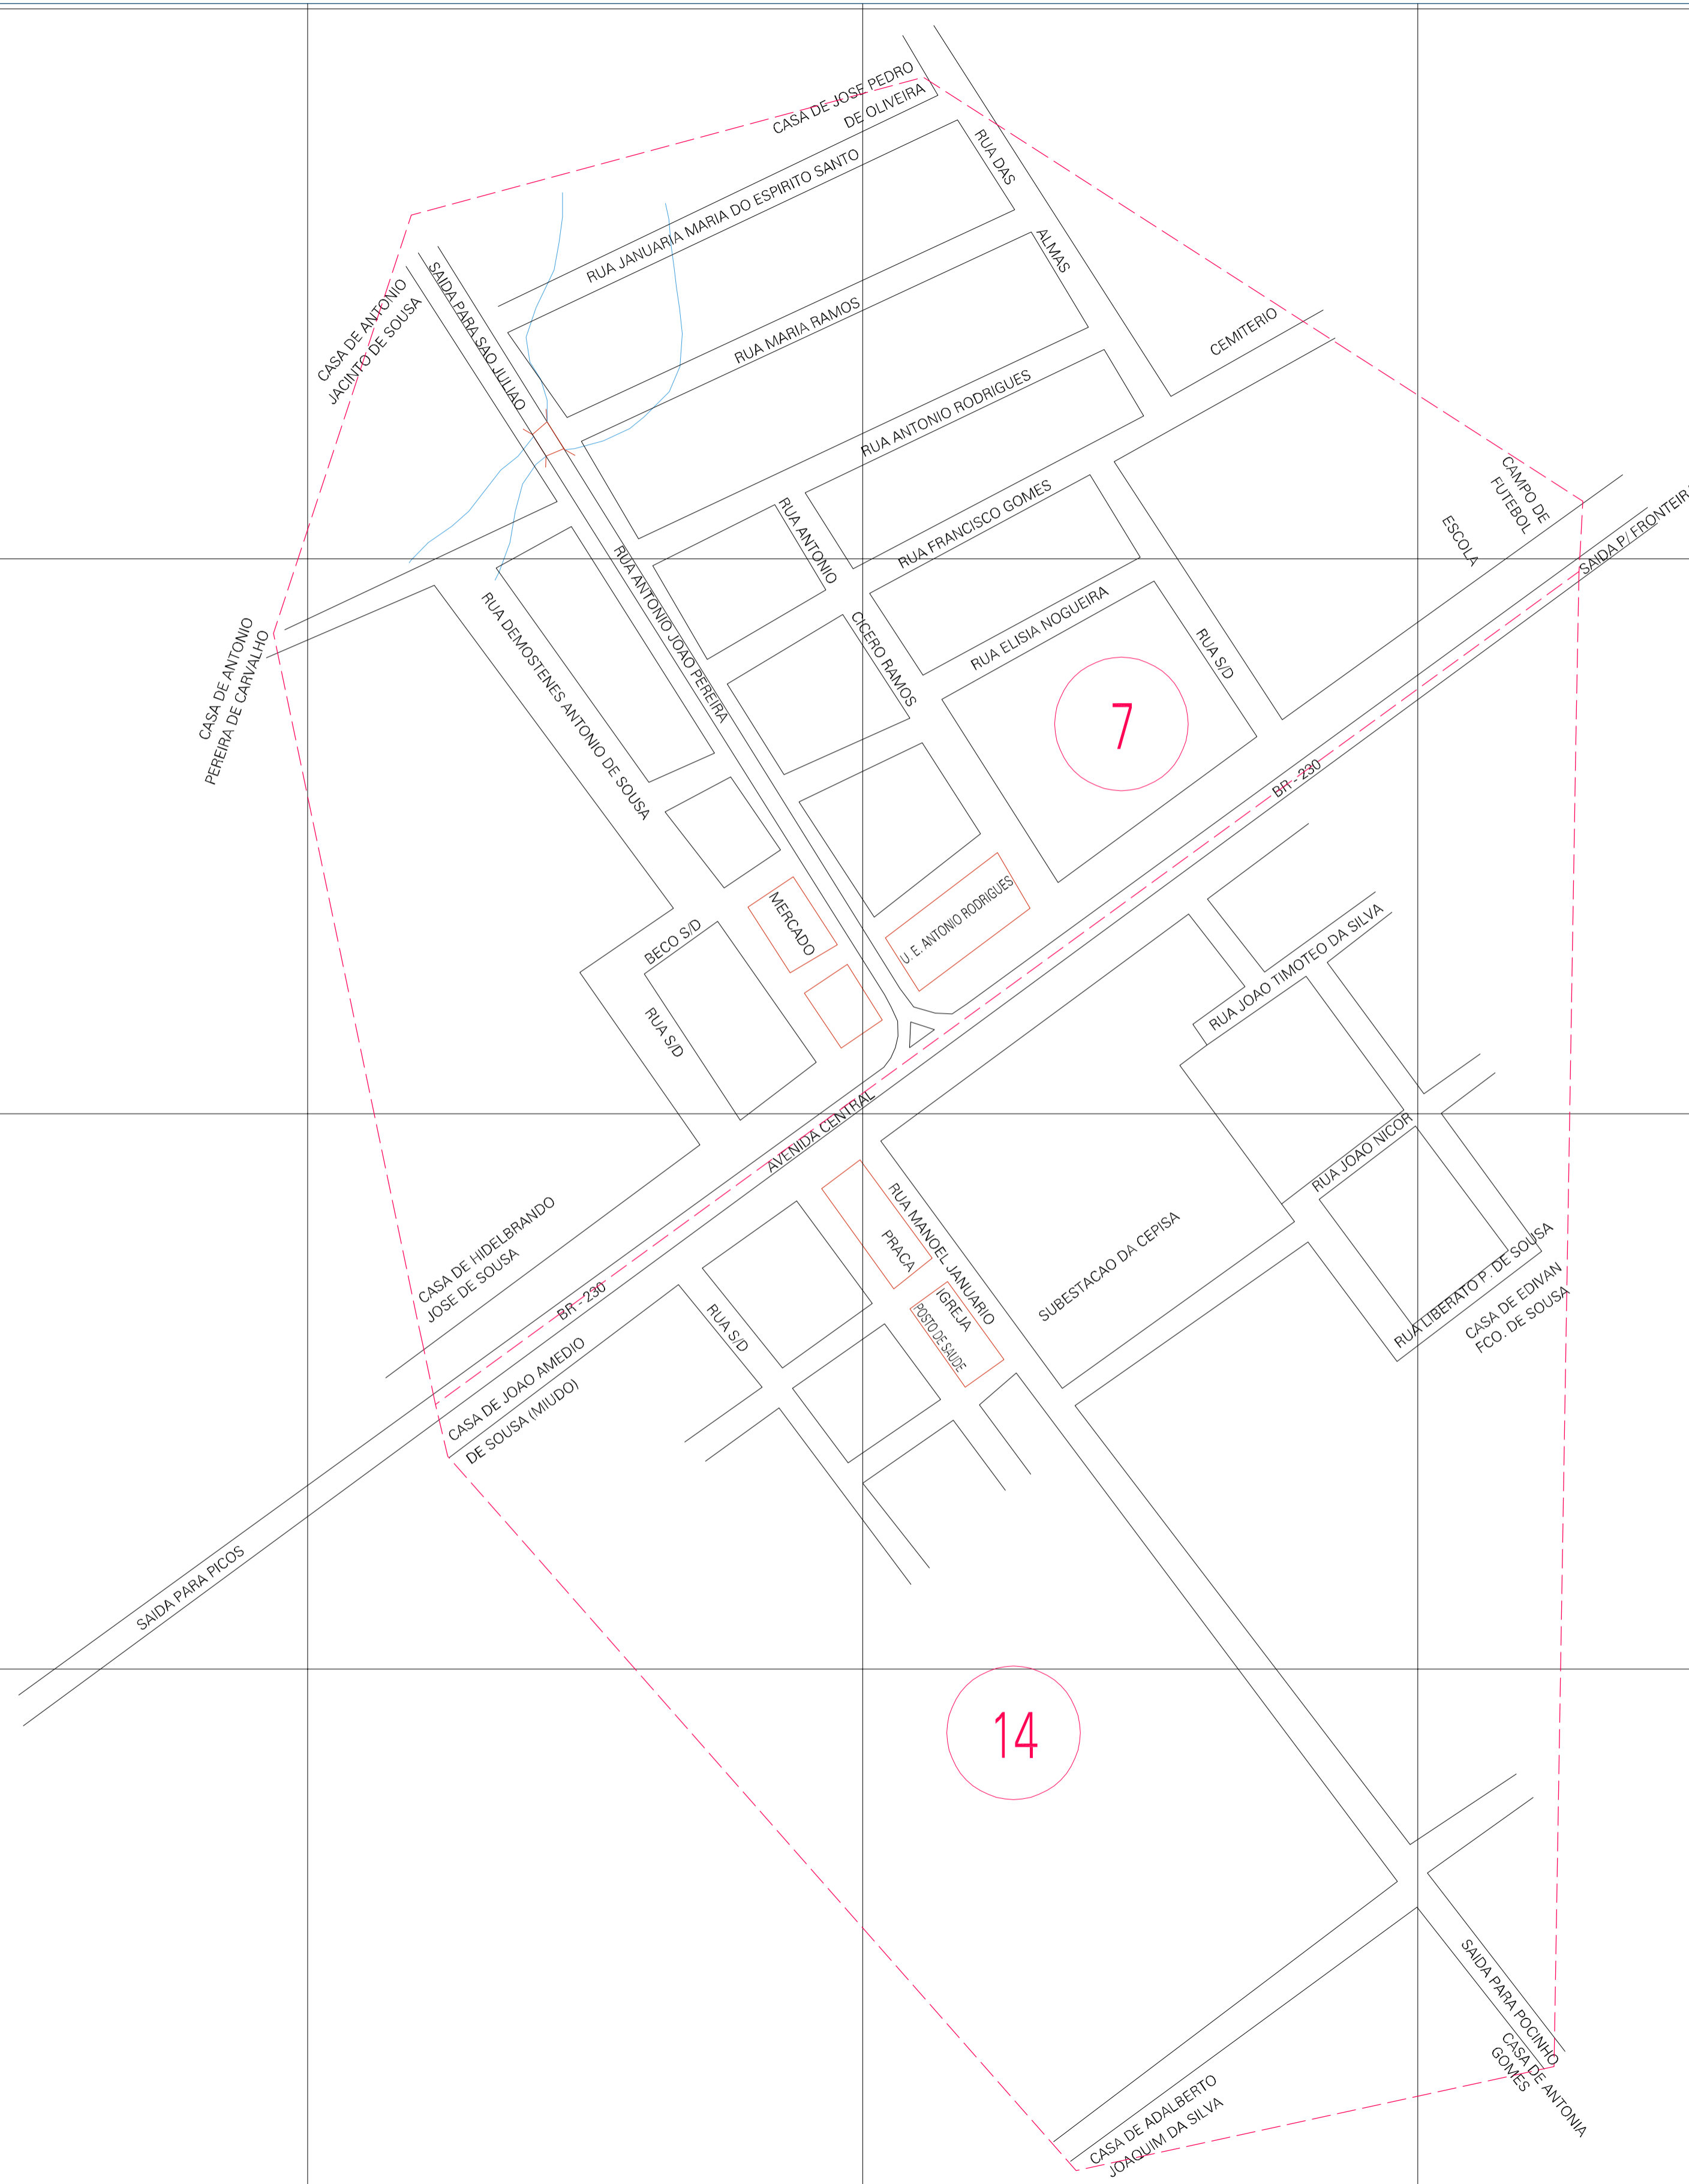 CASA DE JOSE PEDRO
DE OLIVEIRA
RUA DAS
ALMAS
RUA JANUARIA MARIA DO ESPIRITO SANTO
SAIDA PARA SAO JULIAO
CASA DE ANTONIO
JACINTO DE SOUSA
RUA MARIA RAMOS
CEMITERIO
RUA ANTONIO RODRIGUES
CAMPO DE
FUTEBOL
ESCOLA
SAIDA P/ FRONTEIR
RUA ANTONIO
CICERO RAMOS
RUA FRANCISCO GOMES
RUA ANTONIO JOAO PEREIRA
RUA DEMOSTENES ANTONIO DE SOUSA
CASA DE ANTONIO
PEREIRA DE CARVALHO
RUA ELISIA NOGUEIRA
RUA S/D
7
BR - 230
MERCADO
U. E. ANTONIO RODRIGUES
BECO S/D
RUA S/D
RUA JOAO TIMOTEO DA SILVA
AVENIDA CENTRAL
RUA JOAO NICOR
RUA MANOEL JANUARIO
PRACA
IGREJA
POSTO DE SAUDE
SUBESTACAO DA CEPISA
RUA LIBERATO P. DE SOUSA
CASA DE EDIVAN
FCO. DE SOUSA
CASA DE HIDELBRANDO
JOSE DE SOUSA
BR - 230
RUA S/D
CASA DE JOAO AMEDIO
DE SOUSA (MIUDO)
SAIDA PARA PICOS
14
SAIDA PARA POCINHO
CASA DE ANTONIA
GOMES
CASA DE ADALBERTO
JOAQUIM DA SILVA